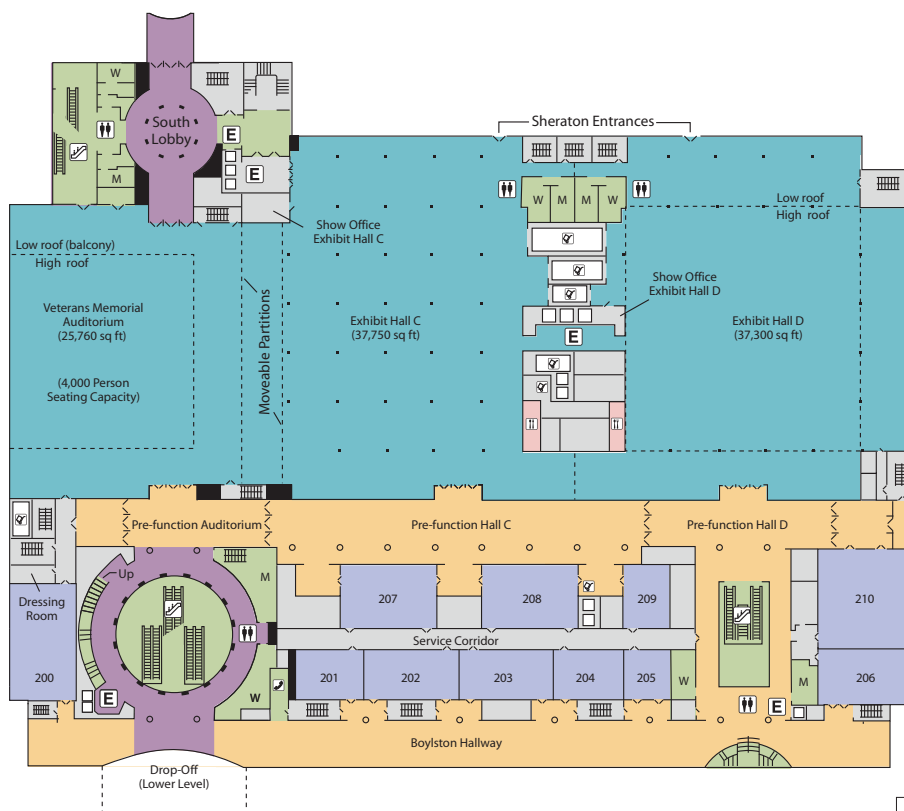 W
South
Lobby
E
E
M
Sheraton Entrances
W
M
M
W
Low roof
High roof
Show Office
Exhibit Hall C
Low roof (balcony)
High roof
Show Office
Exhibit Hall D
Veterans Memorial
Auditorium
(25,760 sq ft)
(4,000 Person
Seating Capacity)
Moveable Partitions
Exhibit Hall C
(37,750 sq ft)
E
Exhibit Hall D
(37,300 sq ft)
Pre-function Auditorium
Pre-function Hall C
Pre-function Hall D
Up
M
Dressing
Room
207
208
209
210
Service Corridor
200
E
W
201
202
203
204
205
W
M
206
E
Boylston Hallway
Drop-Off
(Lower Level)